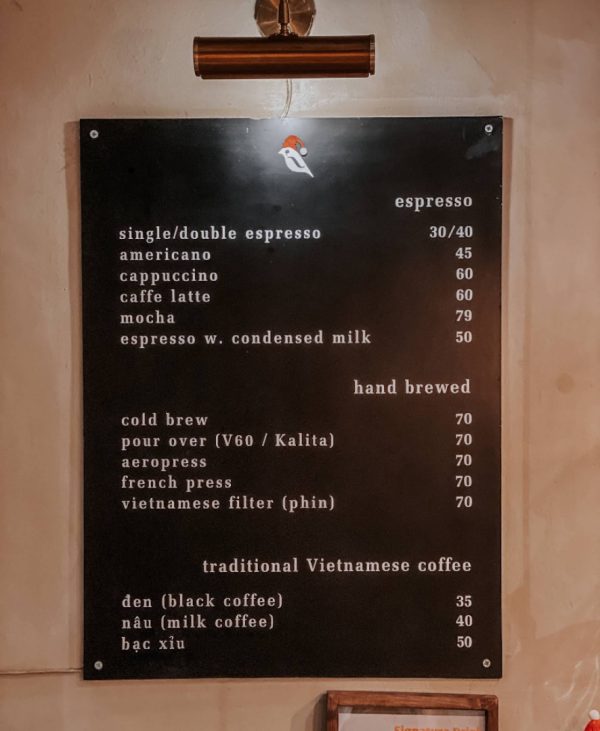 espresso
single/double espresso 30/40
americano 45
cappuccino 60
caffe latte 60
mocha 79
espresso w. condensed milk 50
hand brewed
cold brew 70
pour over (V60 / Kalita) 70
aeropress 70
french press 70
vietnamese filter (phin) 70
traditional Vietnamese coffee
đen (black coffee) 35
nâu (milk coffee) 40
bạc xỉu 50
Signature